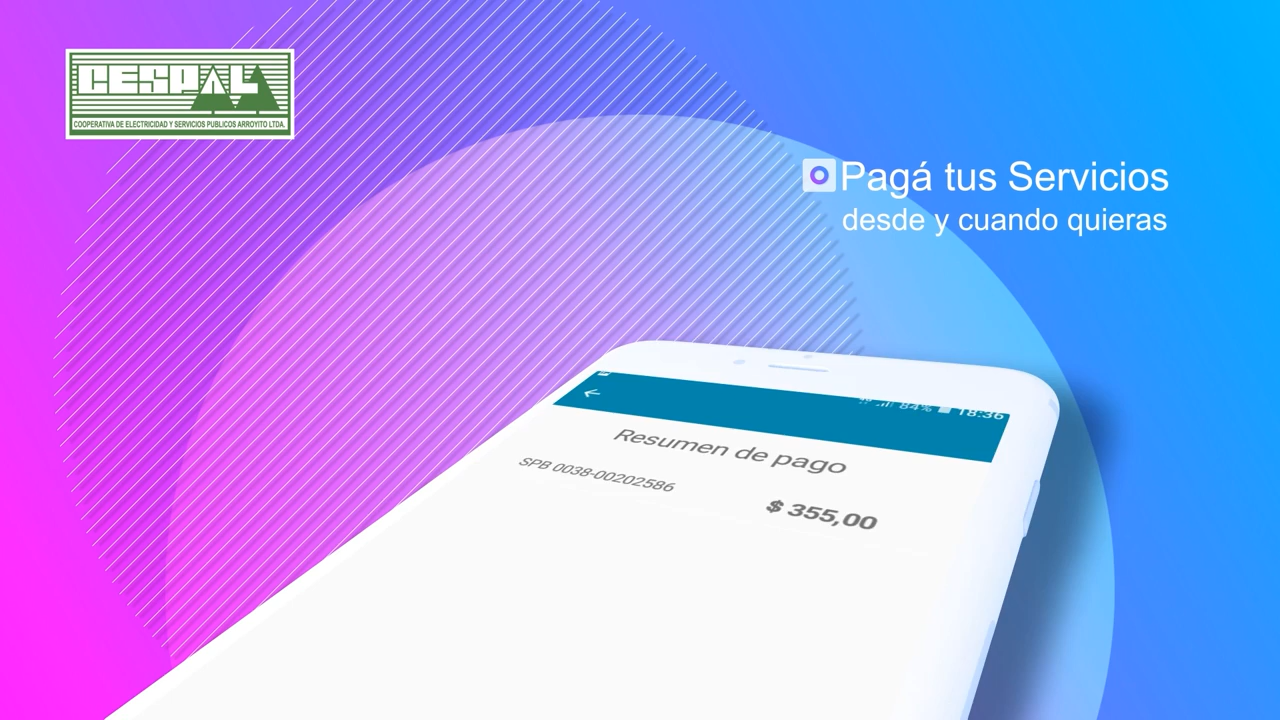 CESPAL
COOPERATIVA DE ELECTRICIDAD Y SERVICIOS PUBLICOS ARROYITO LTDA.
Pagá tus Servicios
desde y cuando quieras
84% 18:36
Resumen de pago
SPB 0038-00202586
$ 355,00